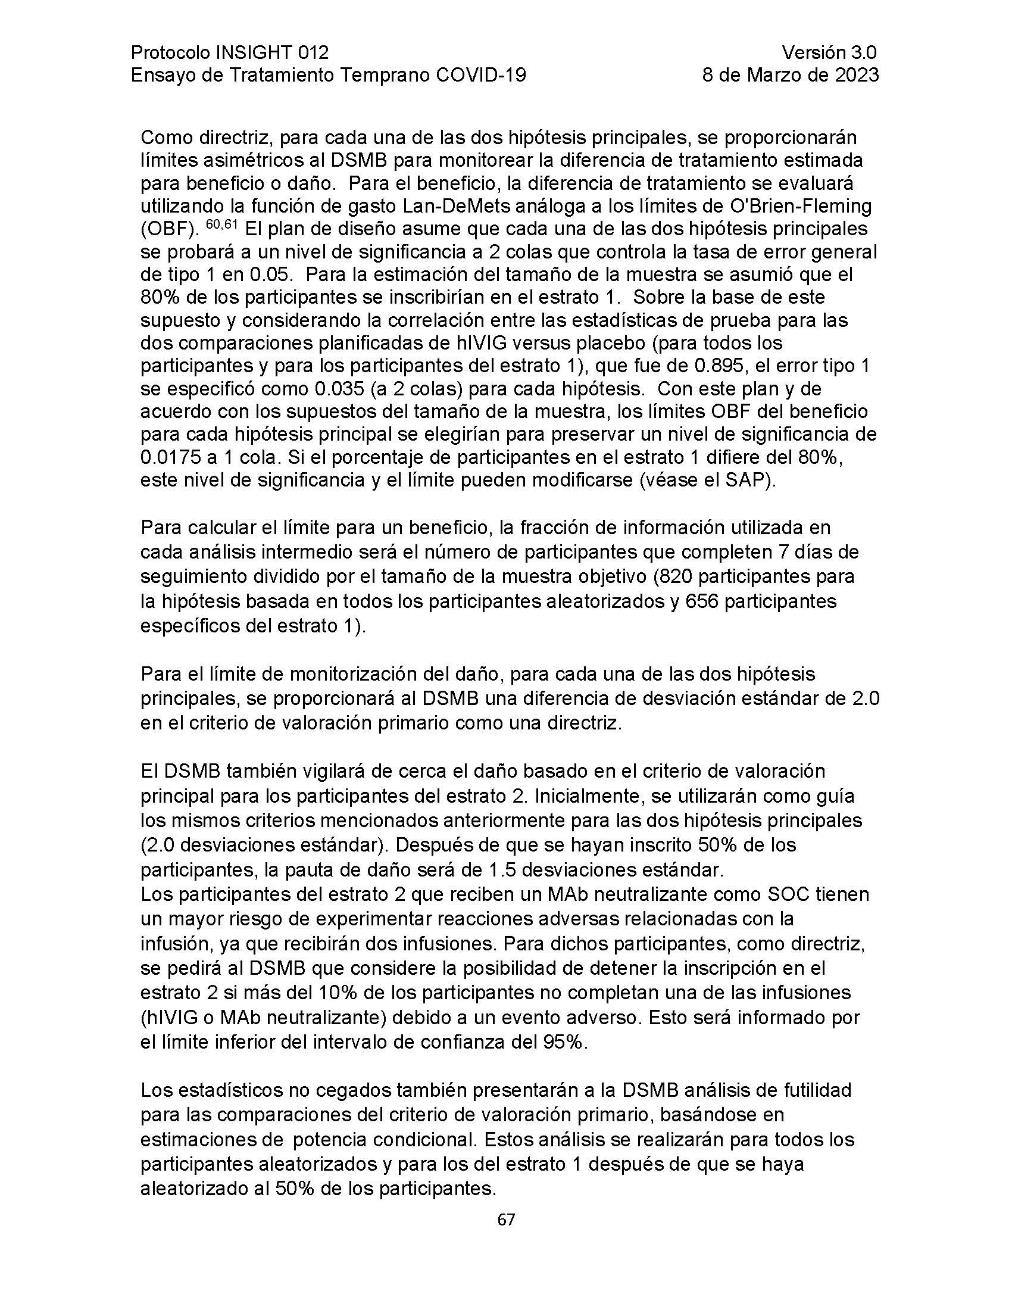 Protocolo INSIGHT 012 Versión 3.0
Ensayo de Tratamiento Temprano COVID-19 8 de Marzo de 2023
Como directriz, para cada una de las dos hipótesis principales, se proporcionarán
límites asimétricos al DSMB para monitorear la diferencia de tratamiento estimada
para beneficio o daño. Para el beneficio, la diferencia de tratamiento se evaluará
utilizando la función de gasto Lan-DeMets análoga a los límites de O'Brien-Fleming
(OBF). 60,61 El plan de diseño asume que cada una de las dos hipótesis principales
se probará a un nivel de significancia a 2 colas que controla la tasa de error general
de tipo 1 en 0.05. Para la estimación del tamaño de la muestra se asumió que el
80% de los participantes se inscribirían en el estrato 1. Sobre la base de este
supuesto y considerando la correlación entre las estadísticas de prueba para las
dos comparaciones planificadas de hIVIG versus placebo (para todos los
participantes y para los participantes del estrato 1), que fue de 0.895, el error tipo 1
se especificó como 0.035 (a 2 colas) para cada hipótesis. Con este plan y de
acuerdo con los supuestos del tamaño de la muestra, los límites OBF del beneficio
para cada hipótesis principal se elegirían para preservar un nivel de significancia de
0.0175 a 1 cola. Si el porcentaje de participantes en el estrato 1 difiere del 80%,
este nivel de significancia y el límite pueden modificarse (véase el SAP).
Para calcular el límite para un beneficio, la fracción de información utilizada en
cada análisis intermedio será el número de participantes que completen 7 días de
seguimiento dividido por el tamaño de la muestra objetivo (820 participantes para
la hipótesis basada en todos los participantes aleatorizados y 656 participantes
específicos del estrato 1).
Para el límite de monitorización del daño, para cada una de las dos hipótesis
principales, se proporcionará al DSMB una diferencia de desviación estándar de 2.0
en el criterio de valoración primario como una directriz.
El DSMB también vigilará de cerca el daño basado en el criterio de valoración
principal para los participantes del estrato 2. Inicialmente, se utilizarán como guía
los mismos criterios mencionados anteriormente para las dos hipótesis principales
(2.0 desviaciones estándar). Después de que se hayan inscrito 50% de los
participantes, la pauta de daño será de 1.5 desviaciones estándar.
Los participantes del estrato 2 que reciben un MAb neutralizante como SOC tienen
un mayor riesgo de experimentar reacciones adversas relacionadas con la
infusión, ya que recibirán dos infusiones. Para dichos participantes, como directriz,
se pedirá al DSMB que considere la posibilidad de detener la inscripción en el
estrato 2 si más del 10% de los participantes no completan una de las infusiones
(hIVIG o MAb neutralizante) debido a un evento adverso. Esto será informado por
el límite inferior del intervalo de confianza del 95%.
Los estadísticos no cegados también presentarán a la DSMB análisis de futilidad
para las comparaciones del criterio de valoración primario, basándose en
estimaciones de potencia condicional. Estos análisis se realizarán para todos los
participantes aleatorizados y para los del estrato 1 después de que se haya
aleatorizado al 50% de los participantes.
67